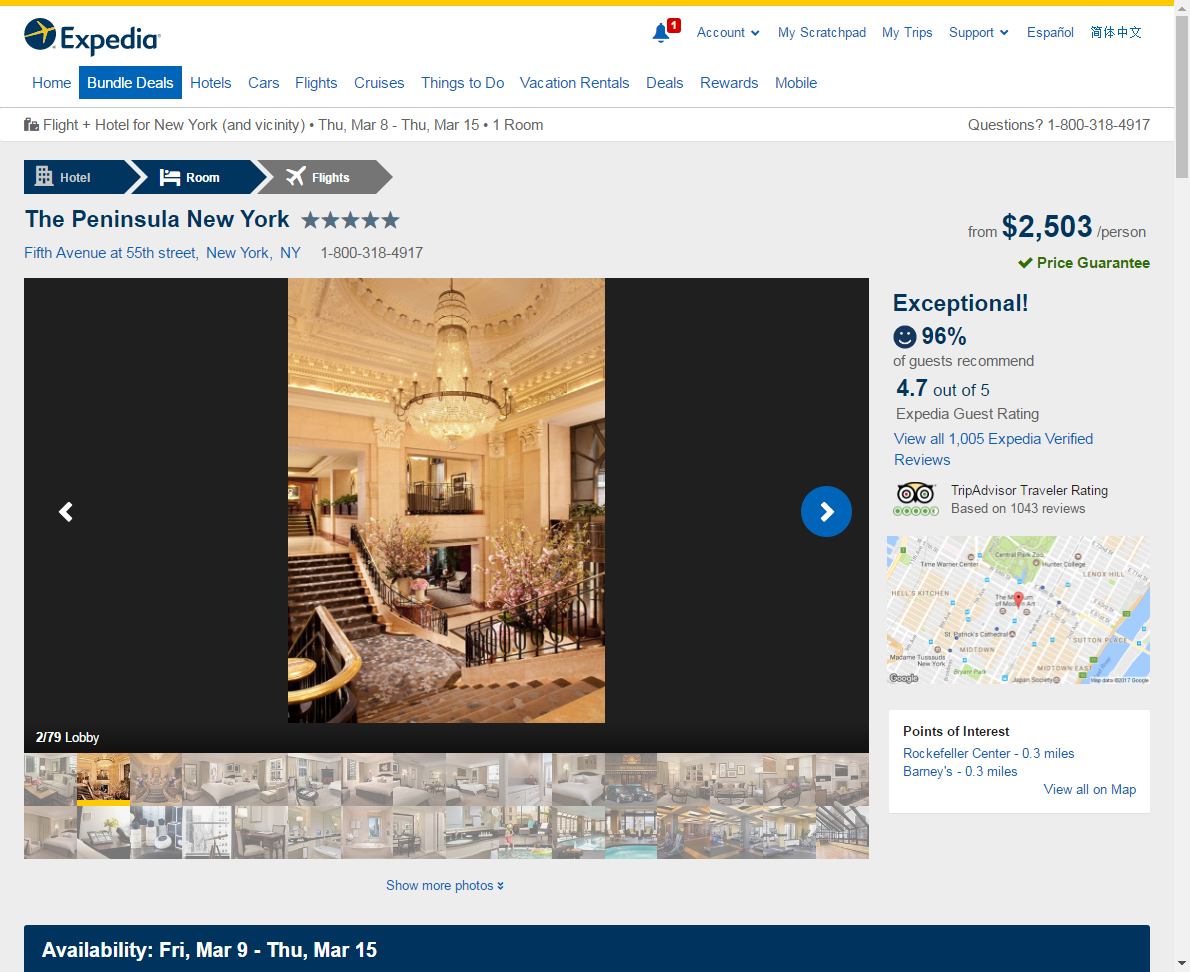 Expedia
1
Account
My Scratchpad
My Trips
Support
Español
简体中文
Home
Bundle Deals
Hotels
Cars
Flights
Cruises
Things to Do
Vacation Rentals
Deals
Rewards
Mobile
Flight + Hotel for New York (and vicinity) • Thu, Mar 8 - Thu, Mar 15 • 1 Room
Questions? 1-800-318-4917
Hotel
Room
Flights
The Peninsula New York
Fifth Avenue at 55th street, New York, NY 1-800-318-4917
from $2,503 /person
Price Guarantee
2/79 Lobby
Show more photos
Exceptional!
96%
of guests recommend
4.7 out of 5
Expedia Guest Rating
View all 1,005 Expedia Verified
Reviews
TripAdvisor Traveler Rating
Based on 1043 reviews
Central Park Zoo
Time Warner Center
Hunter College
LENOX HILL
HELL'S KITCHEN
of Modern Art
St. Patrick's Cathedral
SUTTON PLACE
MIDTOWN
Madame Tussauds
New York
Bryant Park
MIDTOWN EAST
Japan Society
Google
Map data ©2017 Google
Points of Interest
Rockefeller Center - 0.3 miles
Barney's - 0.3 miles
View all on Map
Availability: Fri, Mar 9 - Thu, Mar 15